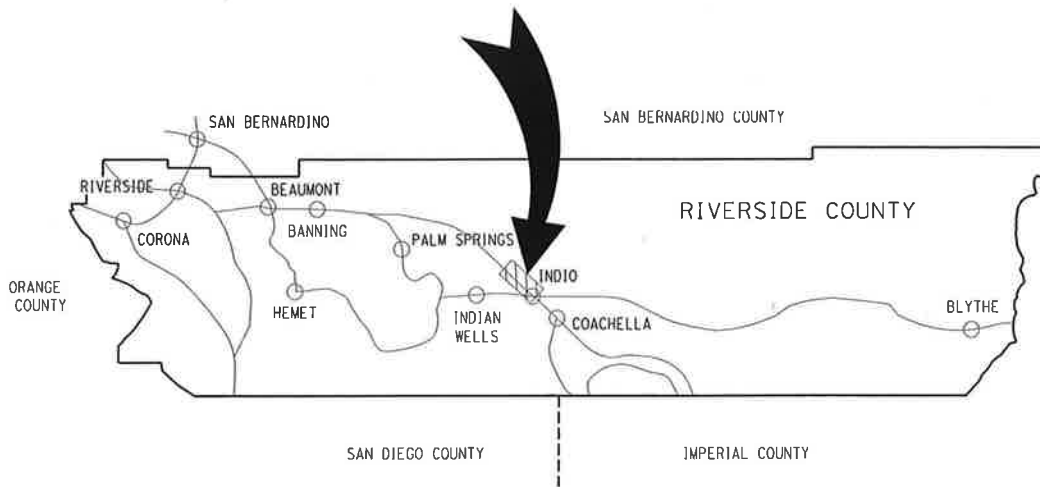 SAN BERNARDINO
SAN BERNARDINO COUNTY
RIVERSIDE
BEAUMONT
RIVERSIDE COUNTY
CORONA
BANNING
PALM SPRINGS
ORANGE
COUNTY
INDIO
HEMET
INDIAN
WELLS
COACHELLA
BLYTHE
SAN DIEGO COUNTY
IMPERIAL COUNTY